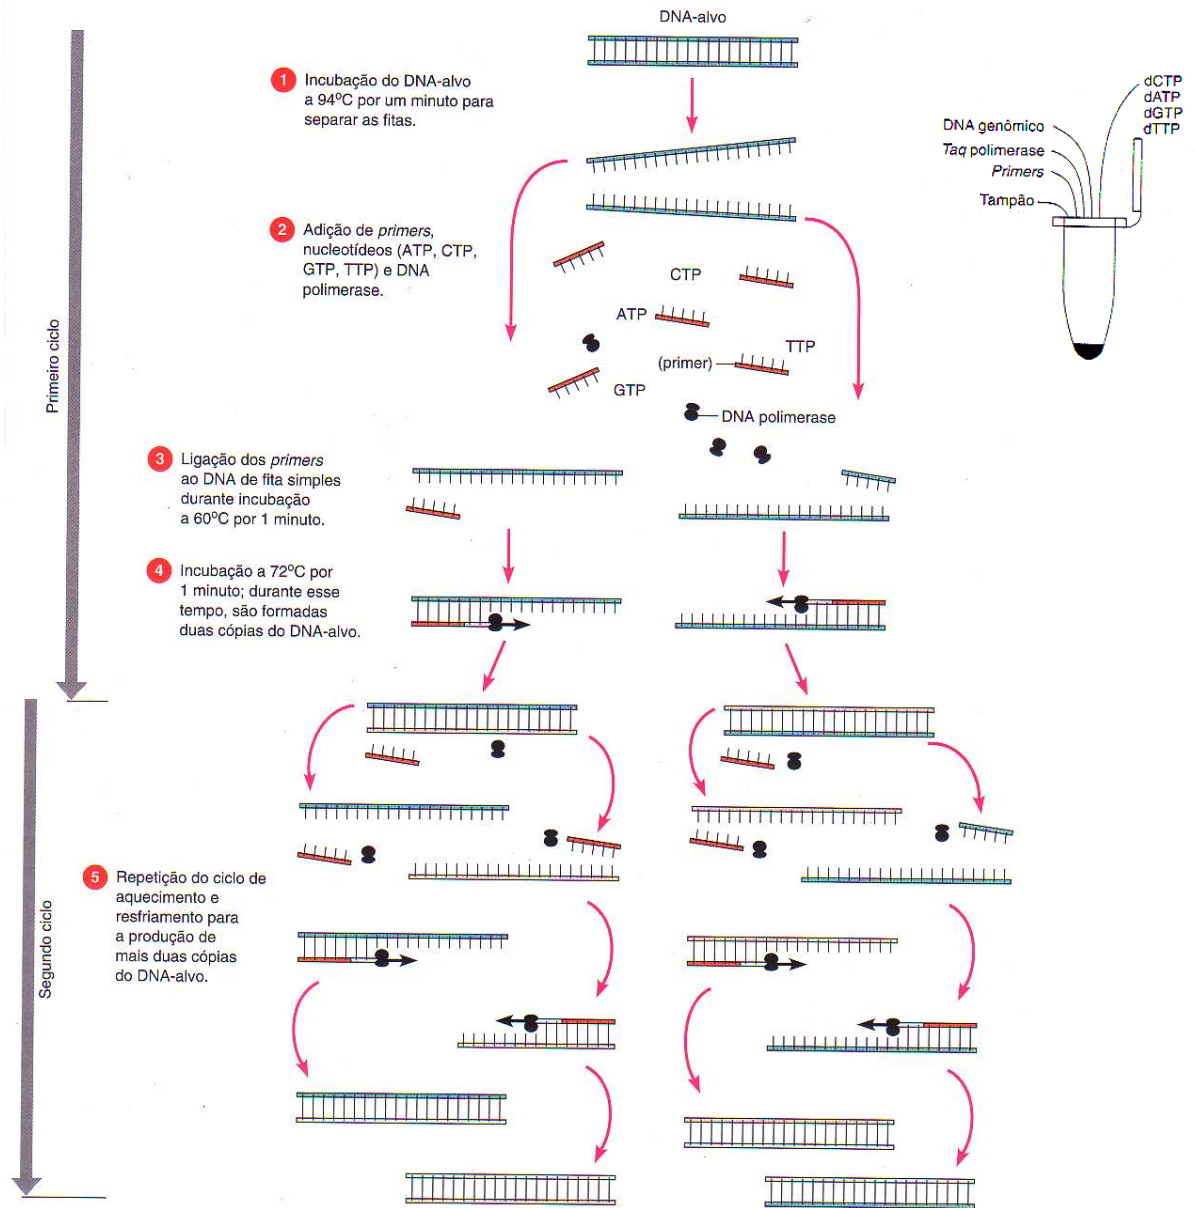 DNA-alvo
1 Incubação do DNA-alvo
a 94°C por um minuto para
separar as fitas.
dCTP
dATP
dGTP
dTTP
DNA genômico
Taq polimerase
Primers
Tampão
2 Adição de primers,
nucleotídeos (ATP, CTP,
GTP, TTP) e DNA
polimerase.
CTP
ATP
TTP
(primer)
GTP
DNA polimerase
Primeiro ciclo
3 Ligação dos primers
ao DNA de fita simples
durante incubação
a 60°C por 1 minuto.
4 Incubação a 72°C por
1 minuto; durante esse
tempo, são formadas
duas cópias do DNA-alvo.
Segundo ciclo
5 Repetição do ciclo de
aquecimento e
resfriamento para
a produção de
mais duas cópias
do DNA-alvo.